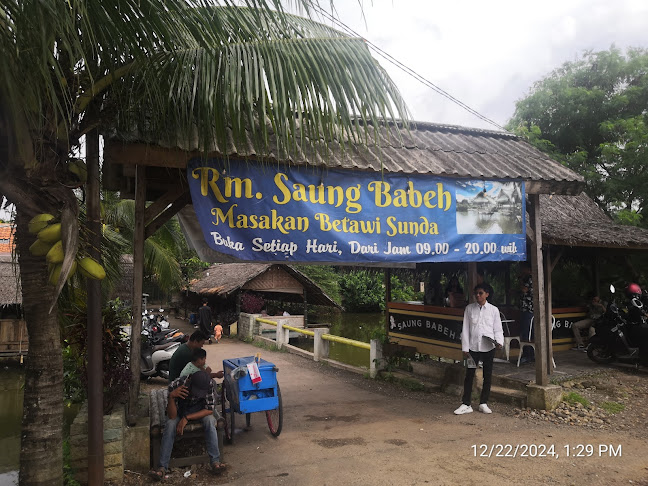 Rm. Saung Babeh
Masakan Betawi Sunda
Buka Setiap Hari, Dari Jam 09.00 - 20.00 wib
SAUNG BABEH
12/22/2024, 1:29 PM